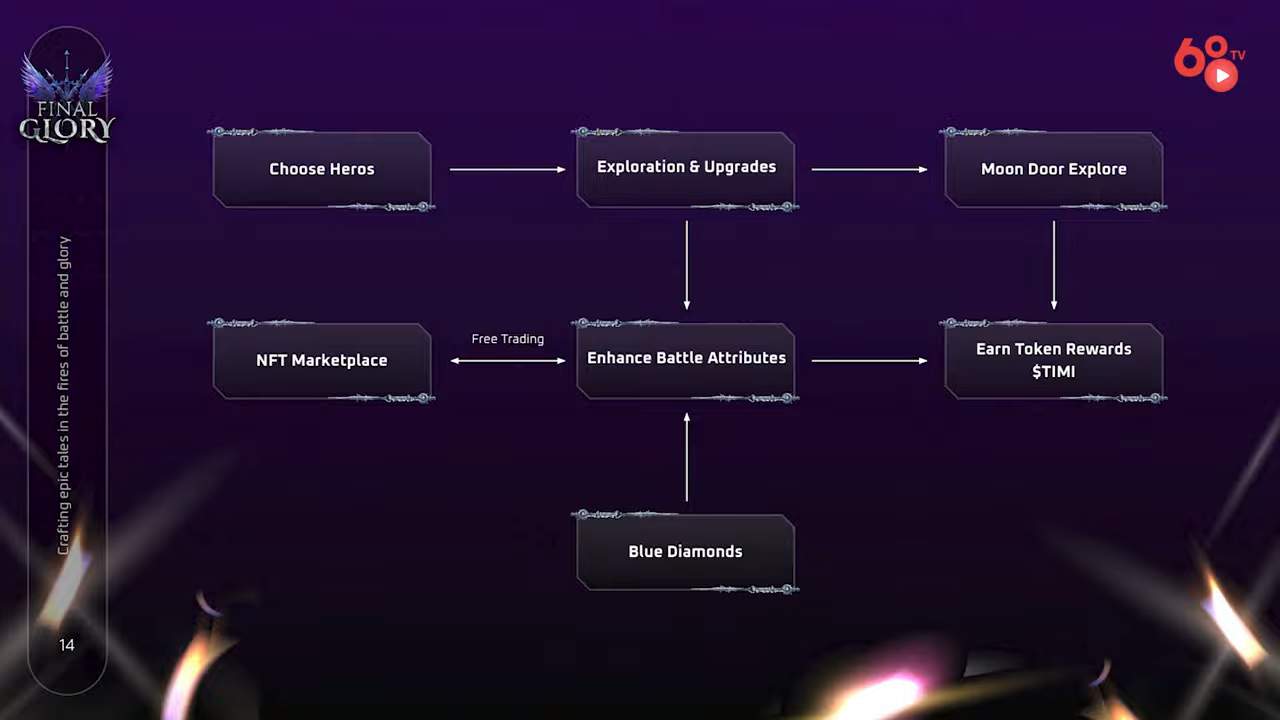 FINAL
GLORY
60 TV
Choose Heros
Exploration & Upgrades
Moon Door Explore
NFT Marketplace
Free Trading
Enhance Battle Attributes
Earn Token Rewards
$TIMI
Blue Diamonds
Crafting epic tales in the fires of battle and glory
14